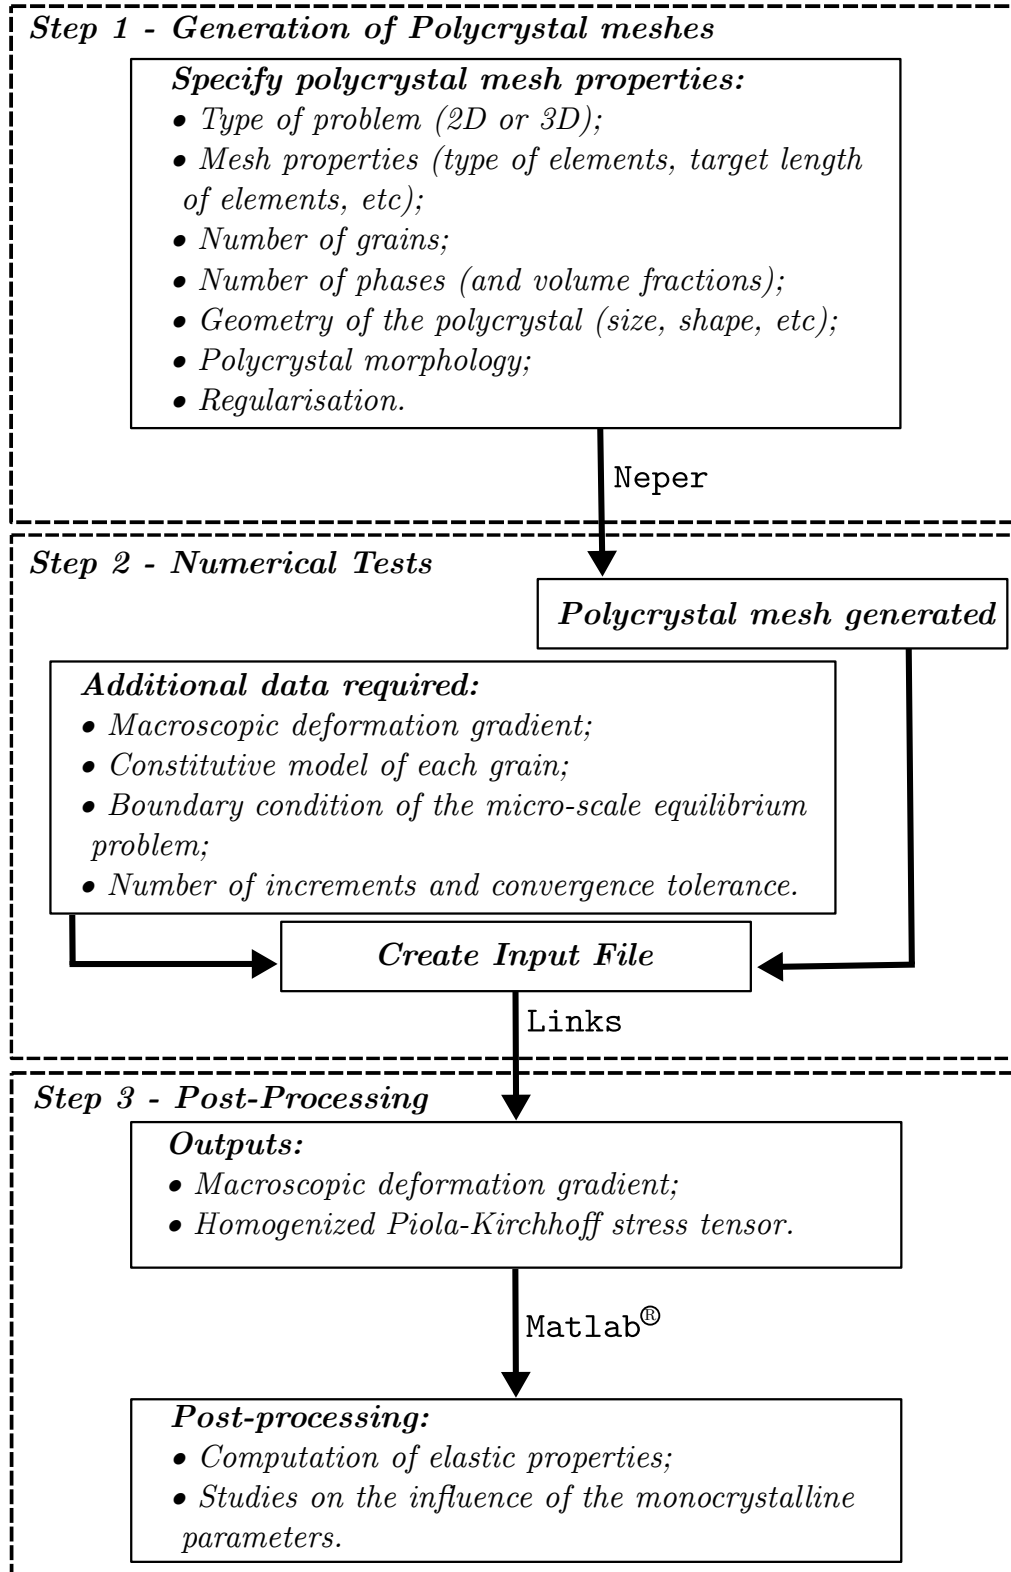 Step 1 - Generation of Polycrystal meshes
Specify polycrystal mesh properties:
• Type of problem (2D or 3D);
• Mesh properties (type of elements, target length
of elements, etc);
• Number of grains;
• Number of phases (and volume fractions);
• Geometry of the polycrystal (size, shape, etc);
• Polycrystal morphology;
• Regularisation.
Neper
Step 2 - Numerical Tests
Polycrystal mesh generated
Additional data required:
• Macroscopic deformation gradient;
• Constitutive model of each grain;
• Boundary condition of the micro-scale equilibrium
problem;
• Number of increments and convergence tolerance.
Create Input File
Links
Step 3 - Post-Processing
Outputs:
• Macroscopic deformation gradient;
• Homogenized Piola-Kirchhoff stress tensor.
Matlab®
Post-processing:
• Computation of elastic properties;
• Studies on the influence of the monocrystalline
parameters.